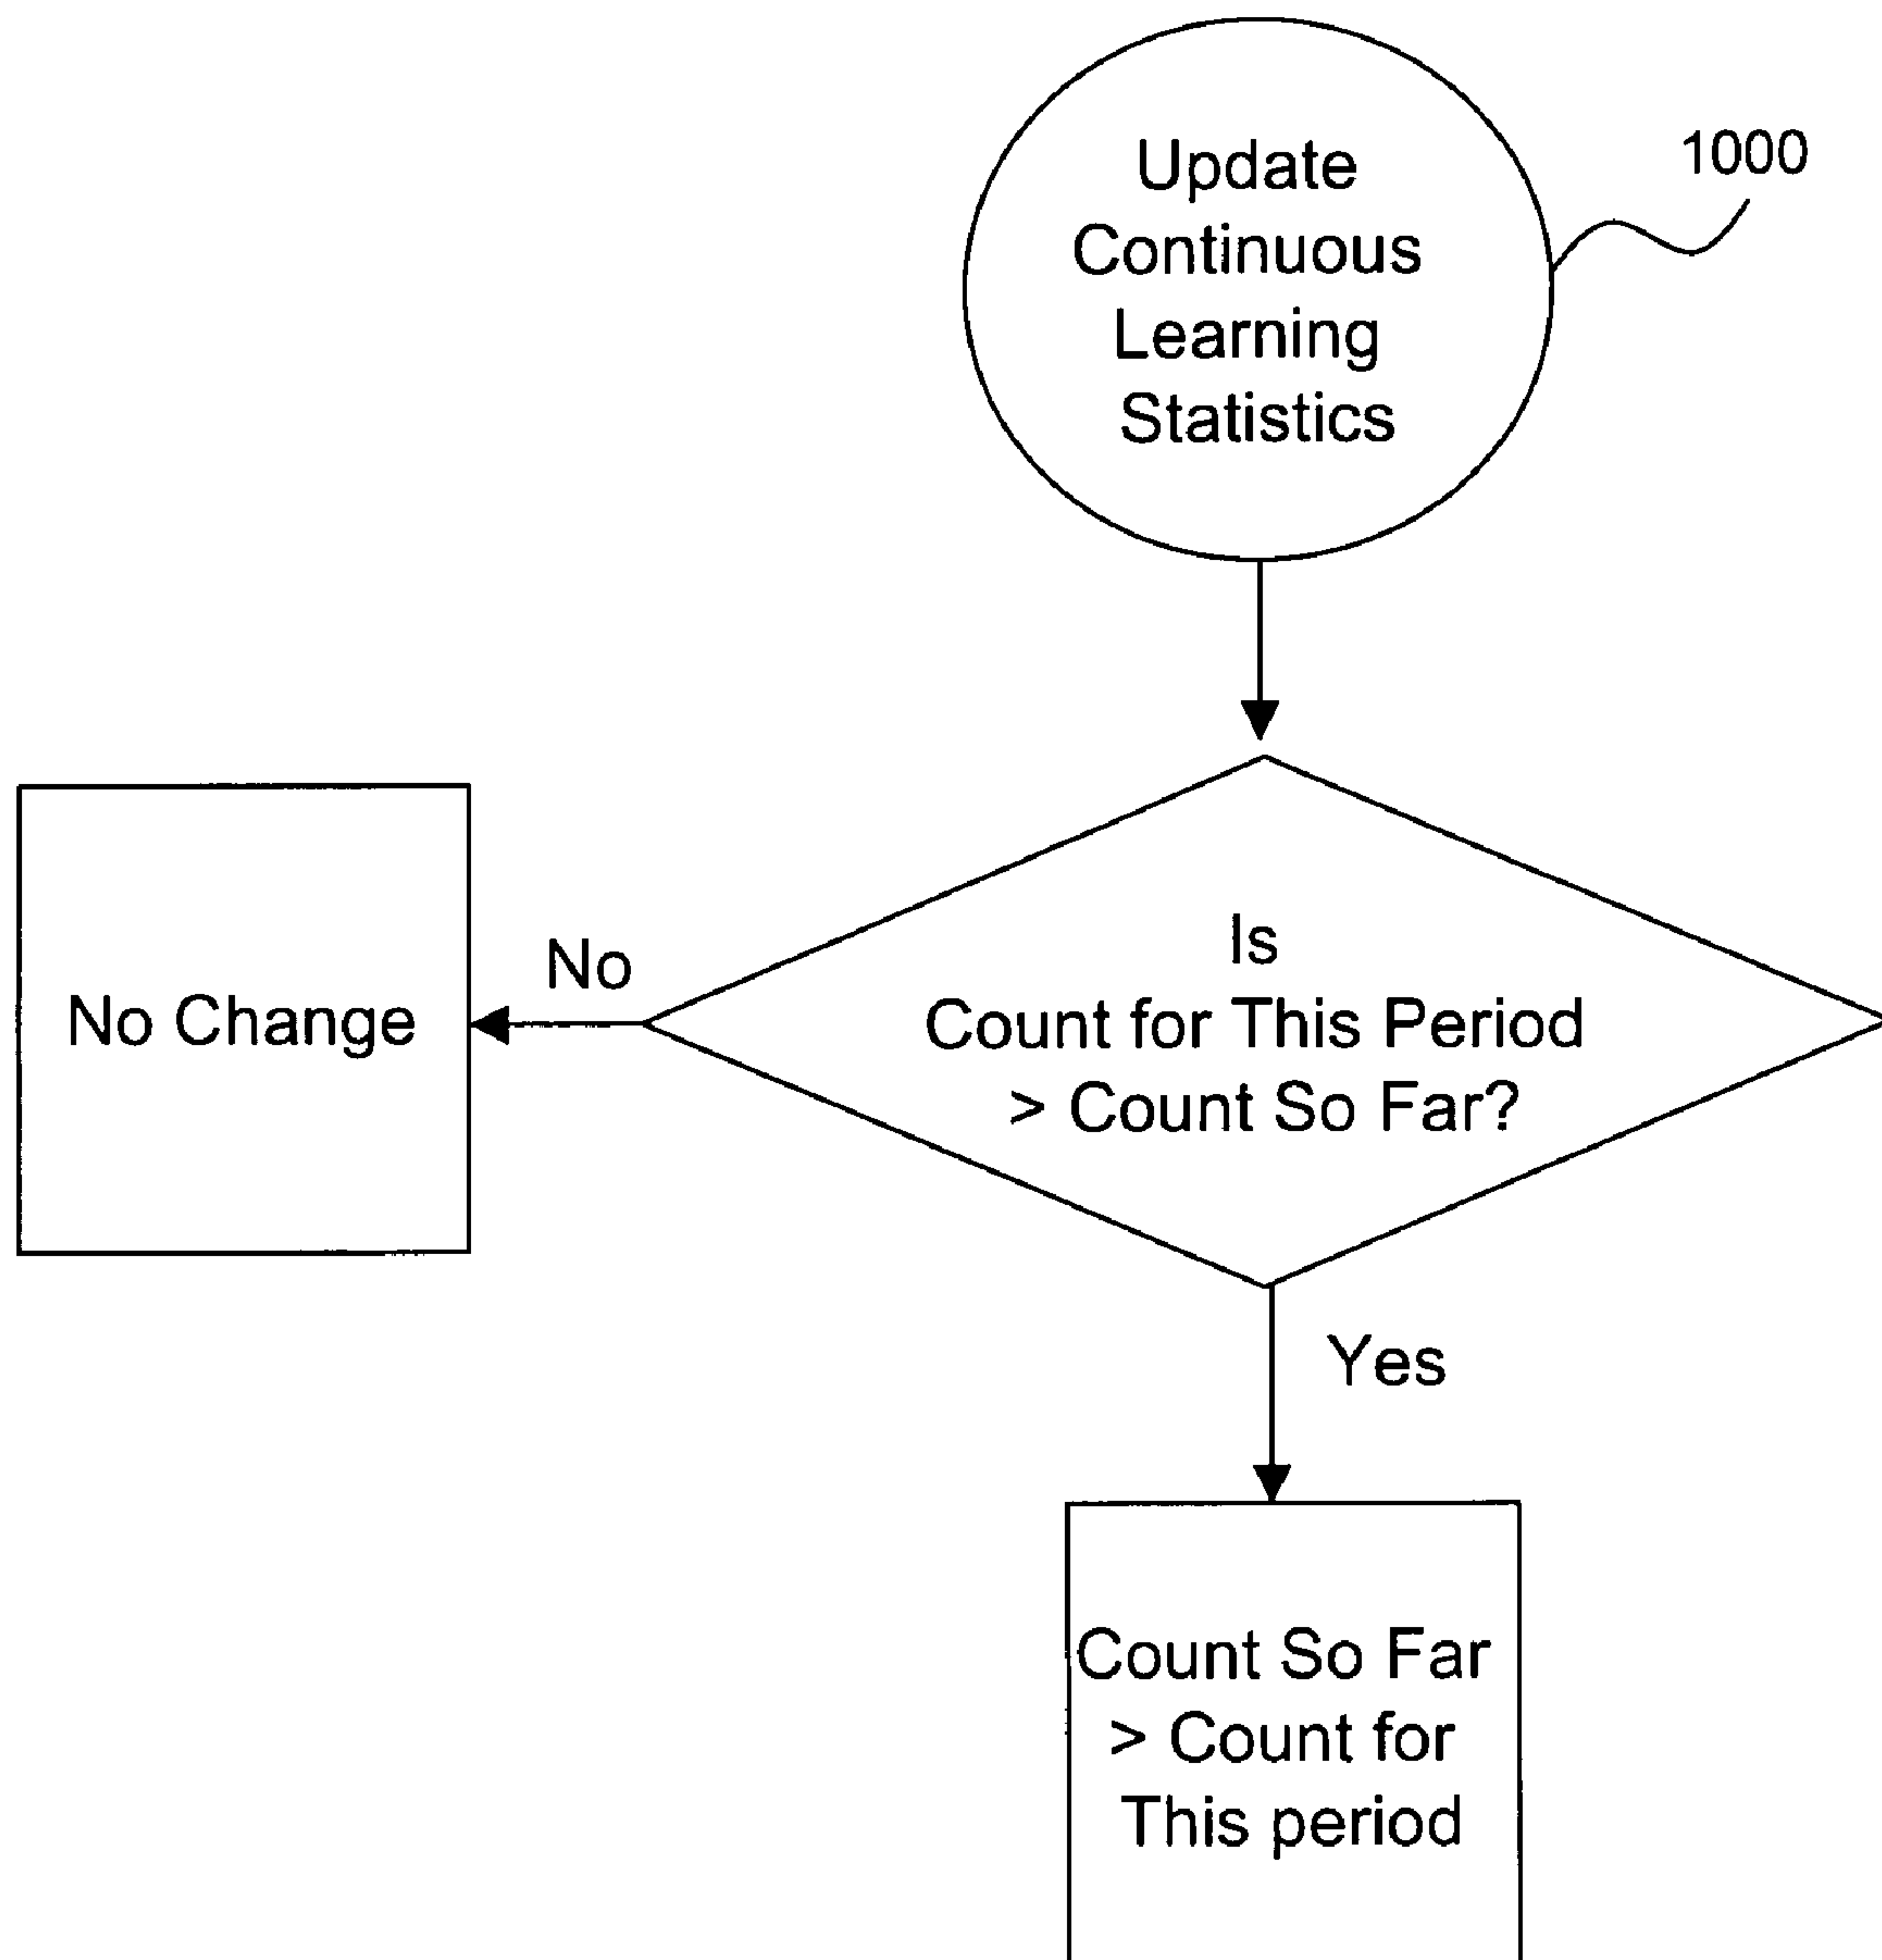 Update
Continuous
Learning
Statistics
1000
Is
Count for This Period
> Count So Far?
No
No Change
Yes
Count So Far
> Count for
This period